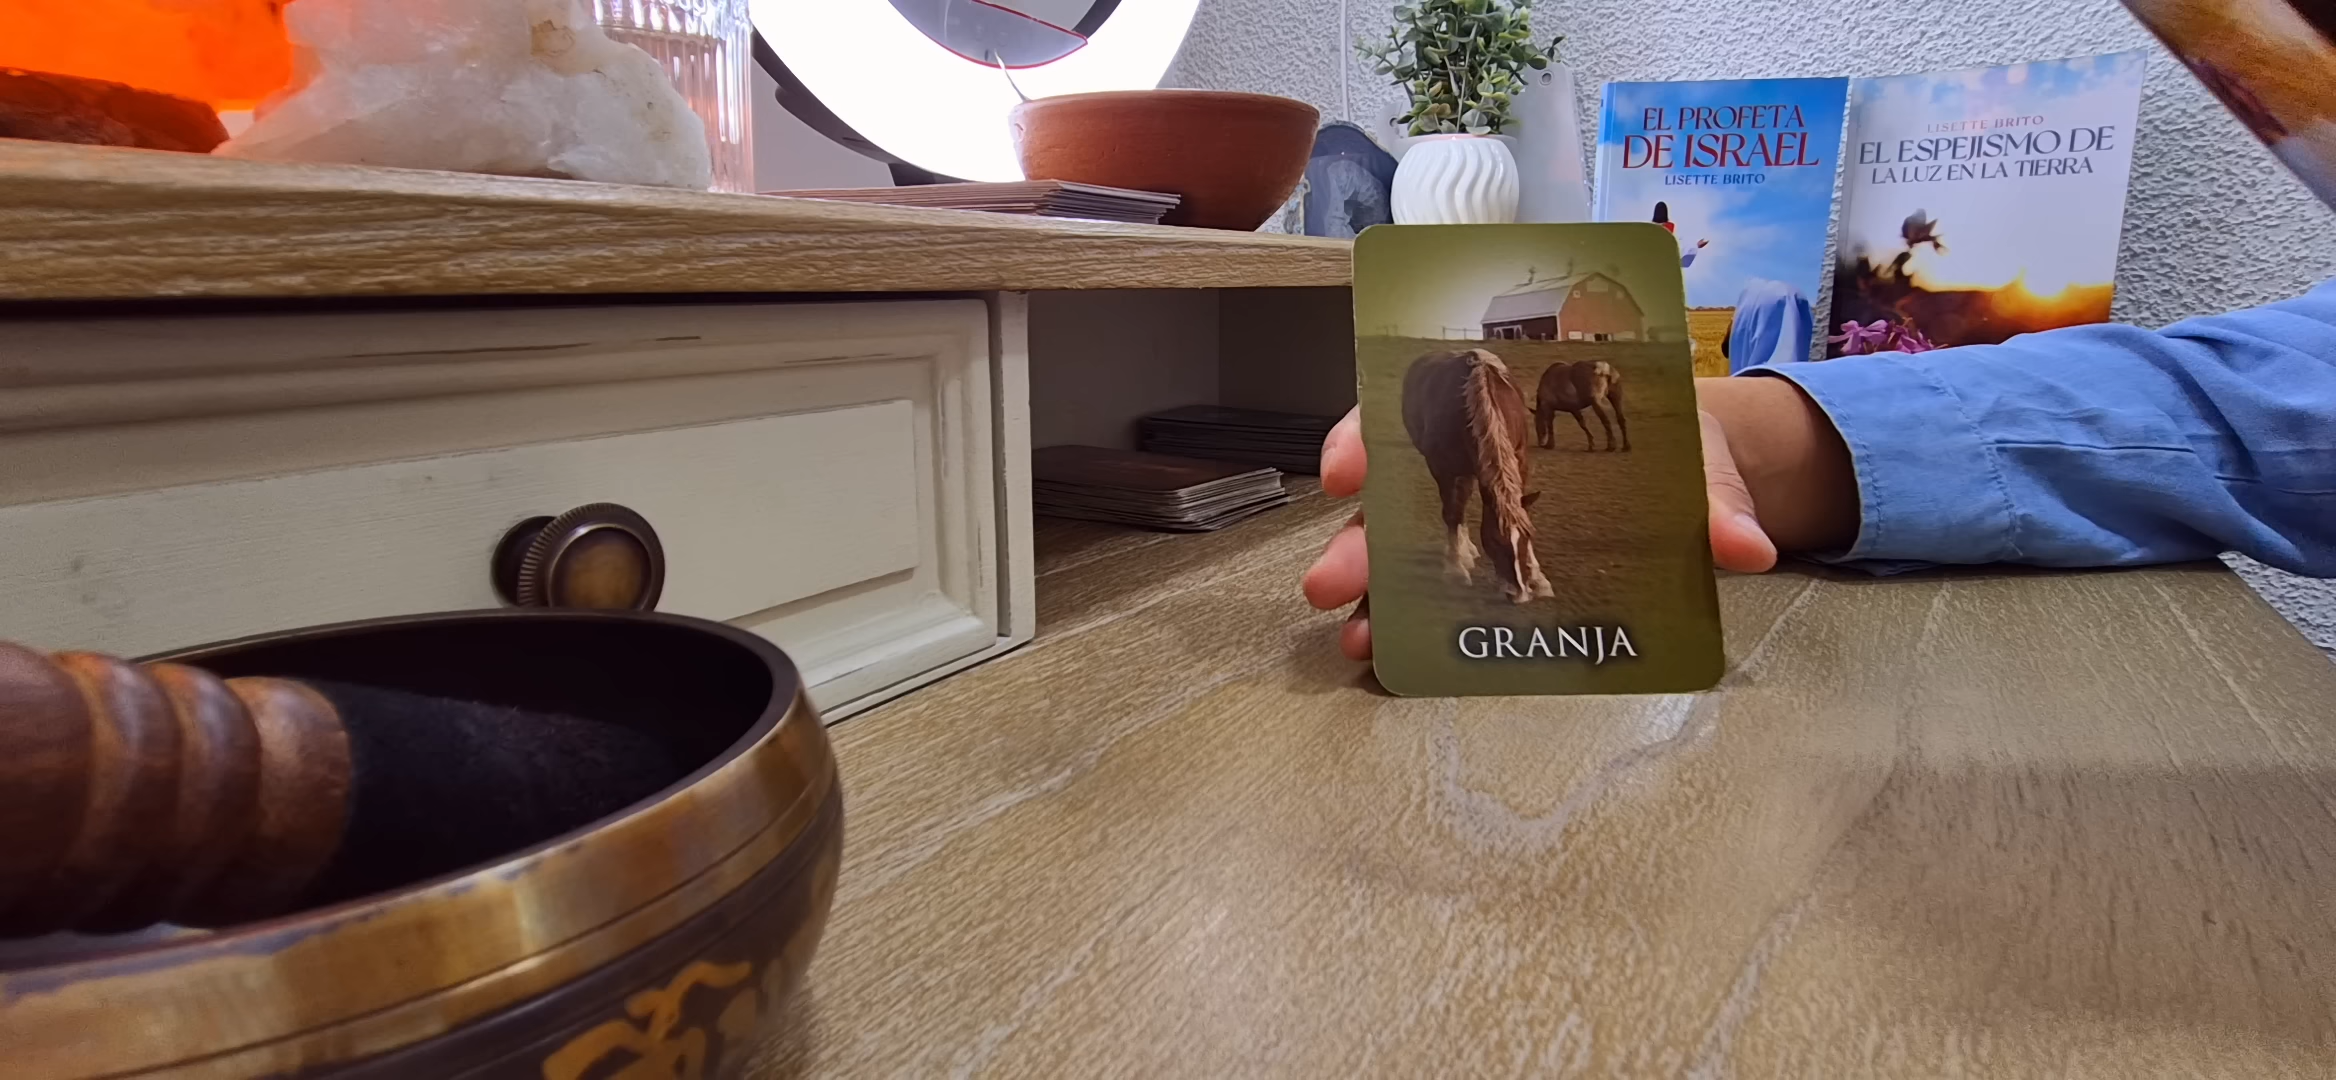 EL PROFETA
DE ISRAEL
LISETTE BRITO
LISETTE BRITO
EL ESPEJISMO DE
LA LUZ EN LA TIERRA
GRANJA